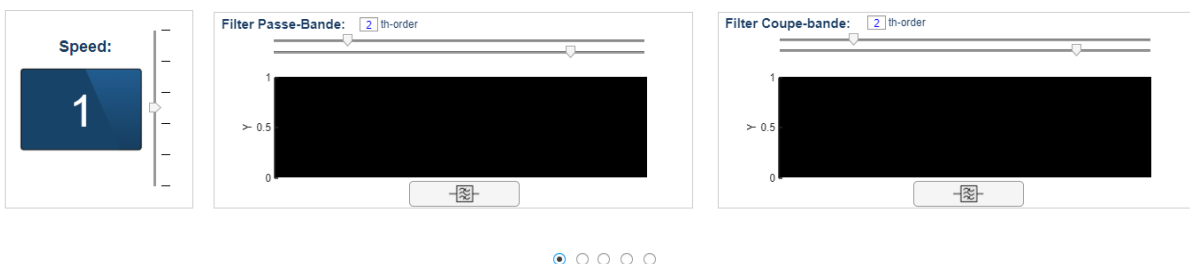 Speed:
1
Filter Passe-Bande: 2 th-order
1
Y 0.5
0
Filter Coupe-bande: 2 th-order
1
Y 0.5
0